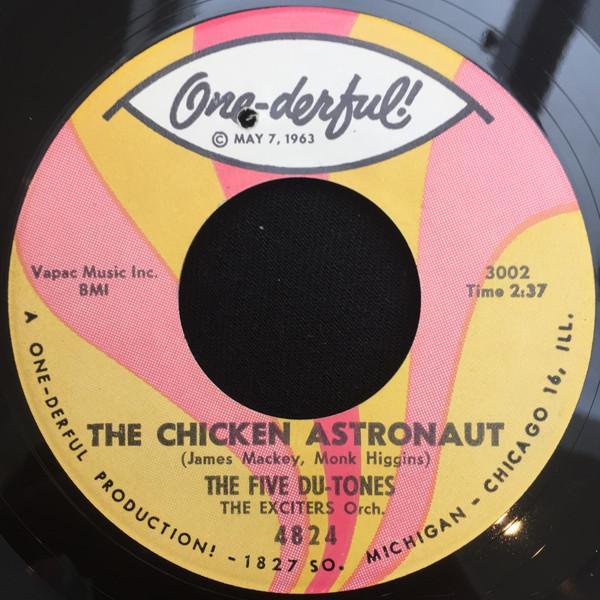 One-derful!
© MAY 7, 1963
Vapac Music Inc.
BMI
3002
Time 2:37
THE CHICKEN ASTRONAUT
(James Mackey, Monk Higgins)
THE FIVE DU-TONES
THE EXCITERS Orch.
4824
A ONE-DERFUL PRODUCTION! - 1827 SO. MICHIGAN - CHICAGO 16, ILL.